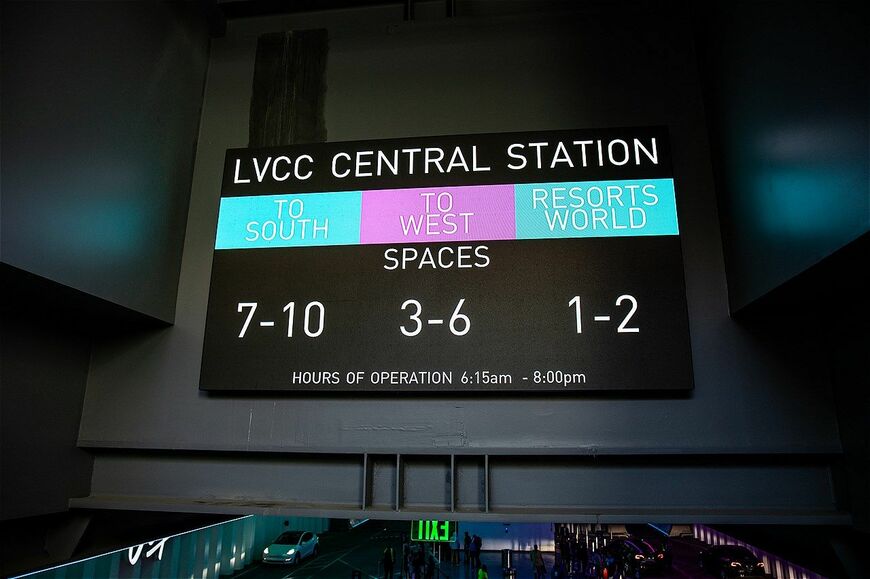 LVCC CENTRAL STATION
TO SOUTH
TO WEST
RESORTS WORLD
SPACES
7-10 3-6 1-2
HOURS OF OPERATION 6:15am - 8:00pm
EXIT